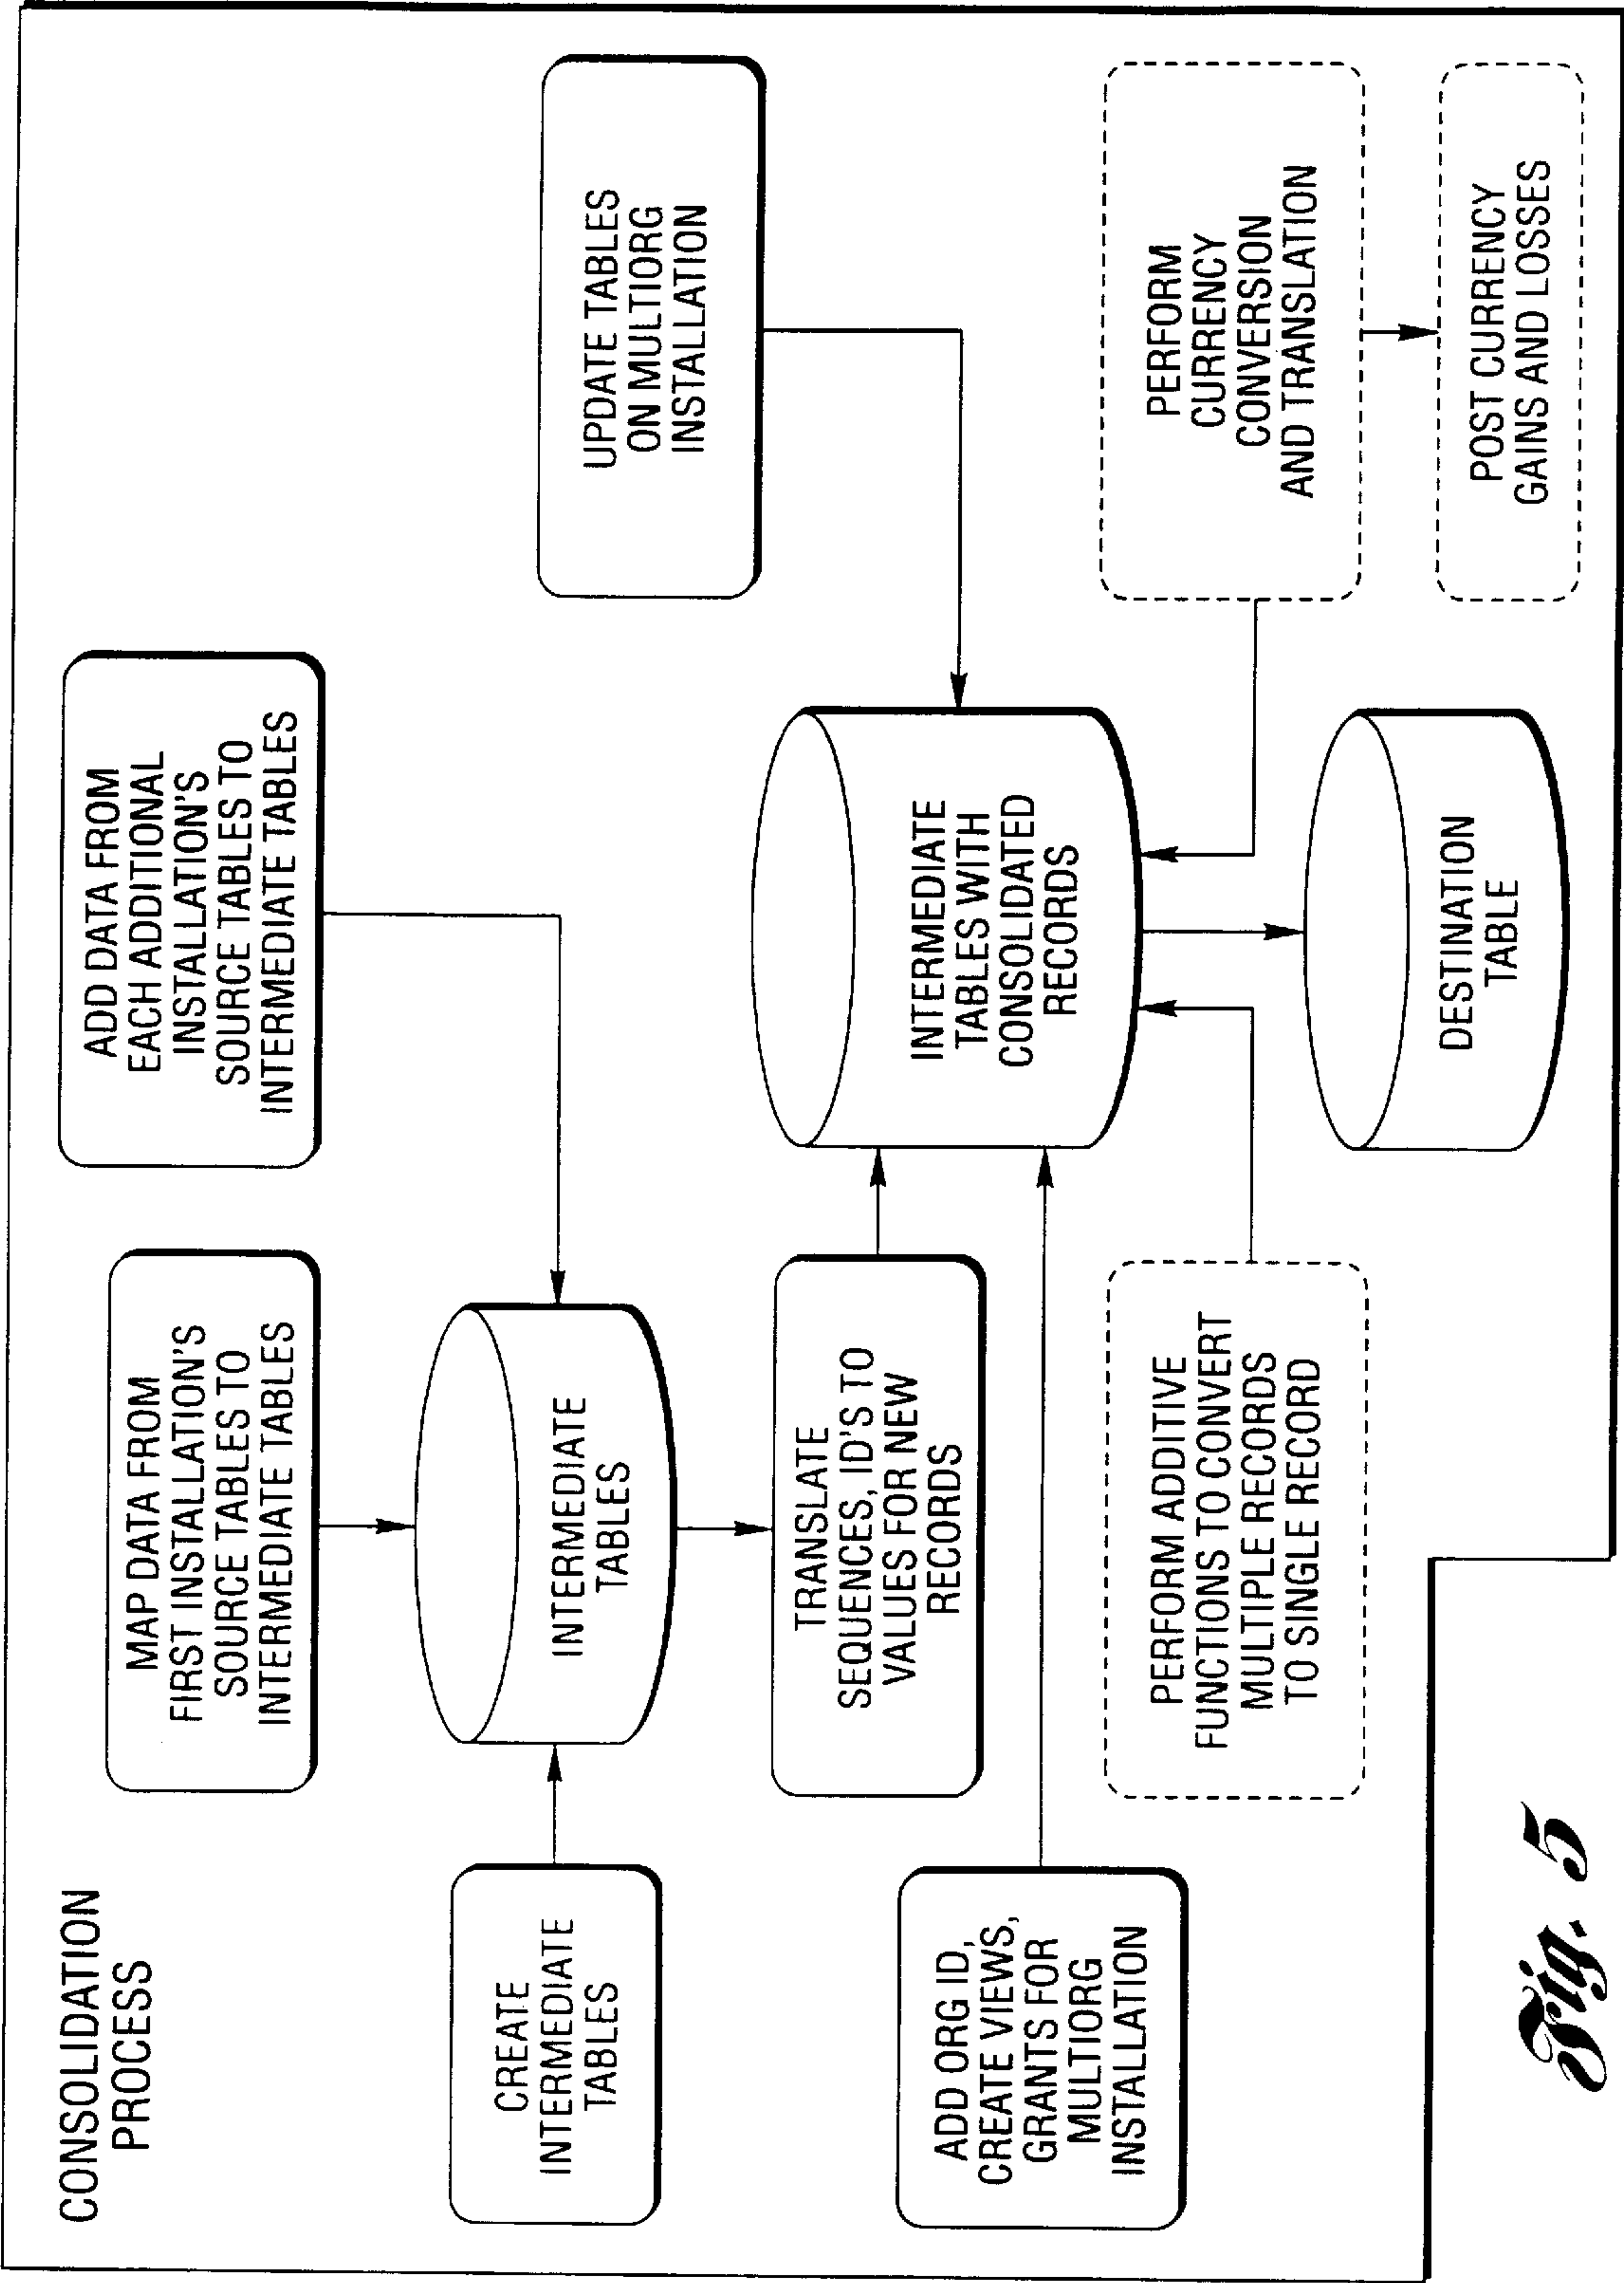 CONSOLIDATION
PROCESS
MAP DATA FROM
FIRST INSTALLATION'S
SOURCE TABLES TO
INTERMEDIATE TABLES
ADD DATA FROM
EACH ADDITIONAL
INSTALLATION'S
SOURCE TABLES TO
INTERMEDIATE TABLES
CREATE
INTERMEDIATE
TABLES
INTERMEDIATE
TABLES
UPDATE TABLES
ON MULTIORG
INSTALLATION
TRANSLATE
SEQUENCES, ID'S TO
VALUES FOR NEW
RECORDS
INTERMEDIATE
TABLES WITH
CONSOLIDATED
RECORDS
ADD ORG ID,
CREATE VIEWS,
GRANTS FOR
MULTIORG
INSTALLATION
PERFORM ADDITIVE
FUNCTIONS TO CONVERT
MULTIPLE RECORDS
TO SINGLE RECORD
PERFORM
CURRENCY
CONVERSION
AND TRANSLATION
DESTINATION
TABLE
POST CURRENCY
GAINS AND LOSSES
Fig. 5